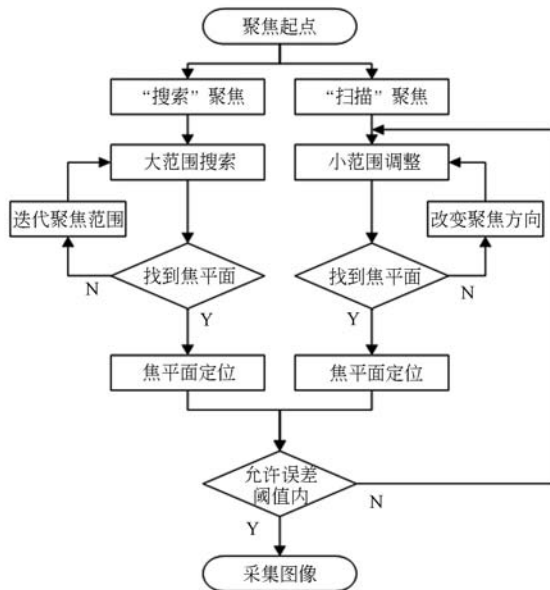 聚焦起点
“搜索”聚焦
“扫描”聚焦
大范围搜索
小范围调整
迭代聚焦范围
改变聚焦方向
找到焦平面
找到焦平面
N
N
Y
Y
焦平面定位
焦平面定位
允许误差
阈值内
N
Y
采集图像